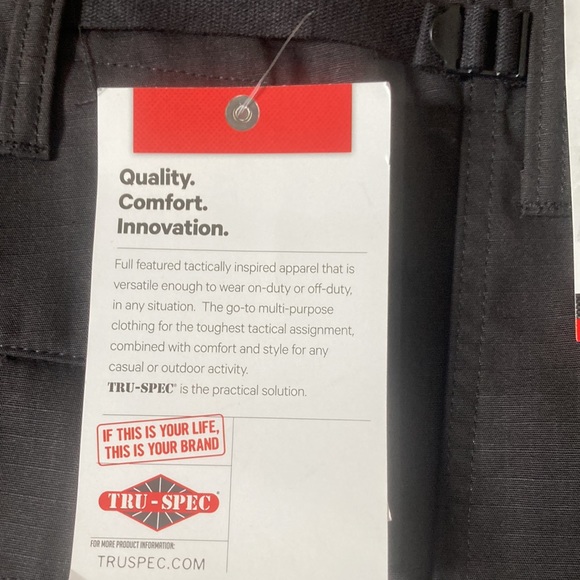 Quality.
Comfort.
Innovation.
Full featured tactically inspired apparel that is
versatile enough to wear on-duty or off-duty,
in any situation. The go-to multi-purpose
clothing for the toughest tactical assignment,
combined with comfort and style for any
casual or outdoor activity.
TRU-SPEC® is the practical solution.
IF THIS IS YOUR LIFE,
THIS IS YOUR BRAND
TRU-SPEC®
FOR MORE PRODUCT INFORMATION:
TRUSPEC.COM